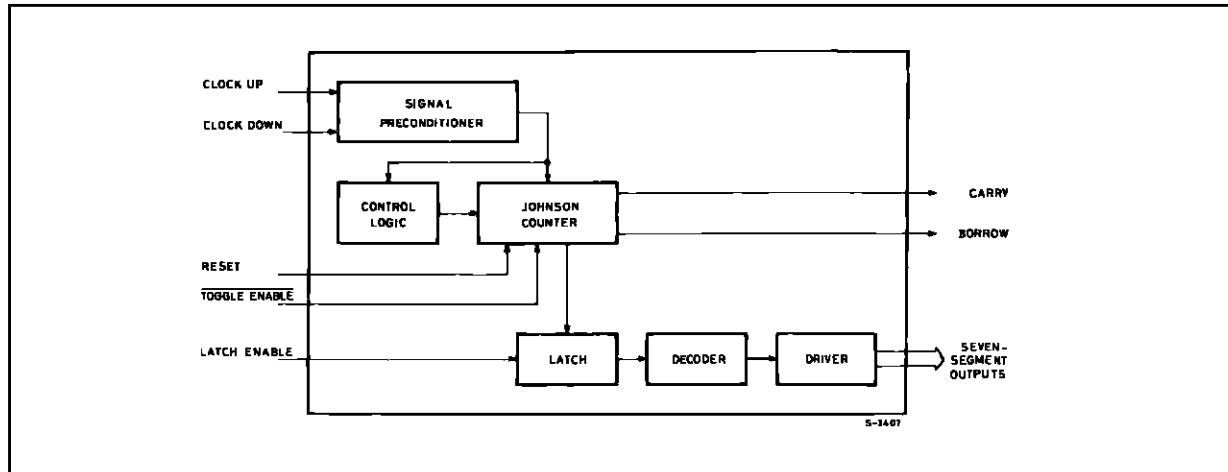 CLOCK UP
CLOCK DOWN
SIGNAL
PRECONDITIONER
CONTROL
LOGIC
JOHNSON
COUNTER
CARRY
BORROW
RESET
TOGGLE ENABLE
LATCH ENABLE
LATCH
DECODER
DRIVER
SEVEN-
SEGMENT
OUTPUTS
S-3407